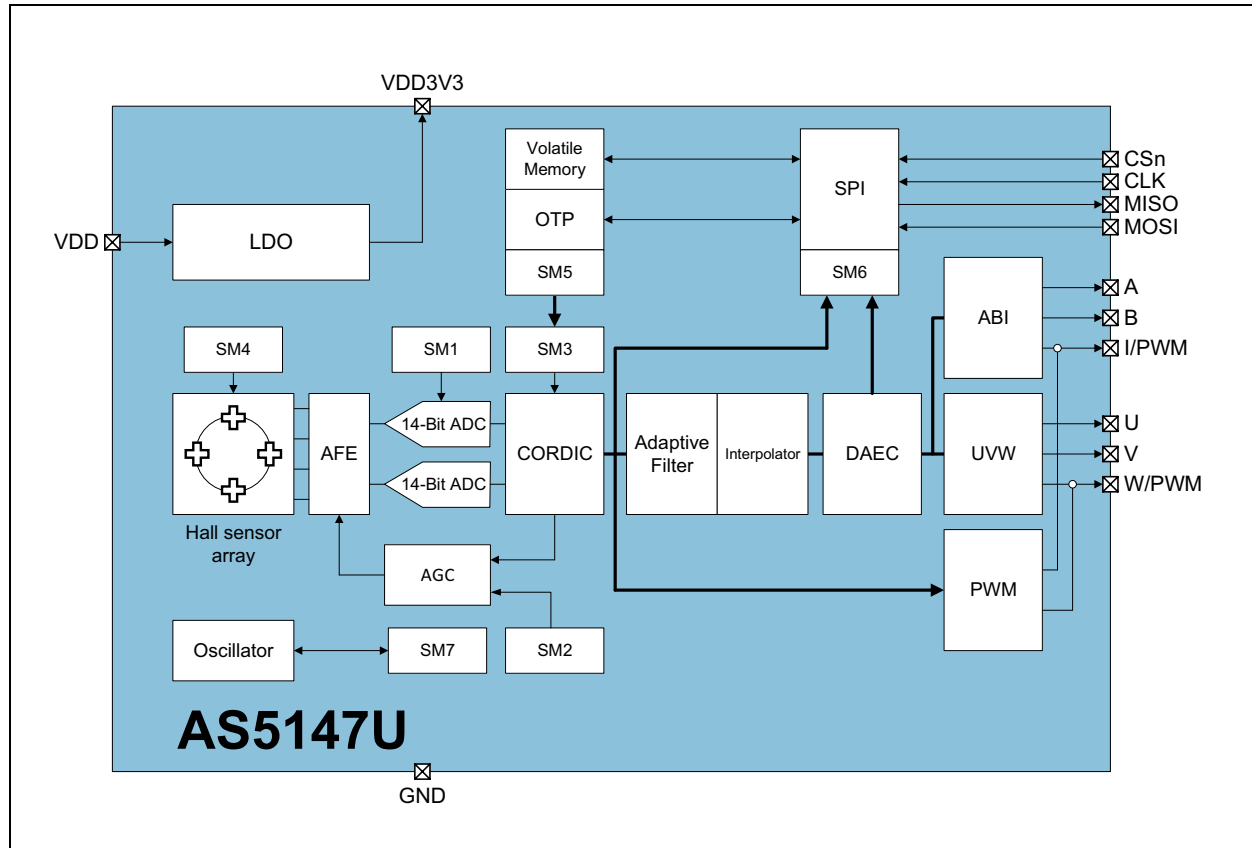 VDD3V3
Volatile
Memory
SPI
CSn
CLK
MISO
MOSI
OTP
VDD
LDO
SM5
SM6
A
ABI
B
I/PWM
SM4
SM1
SM3
14-Bit ADC
AFE
CORDIC
Adaptive
Filter
Interpolator
DAEC
UVW
U
V
W/PWM
14-Bit ADC
Hall sensor
array
AGC
PWM
Oscillator
SM7
SM2
AS5147U
GND